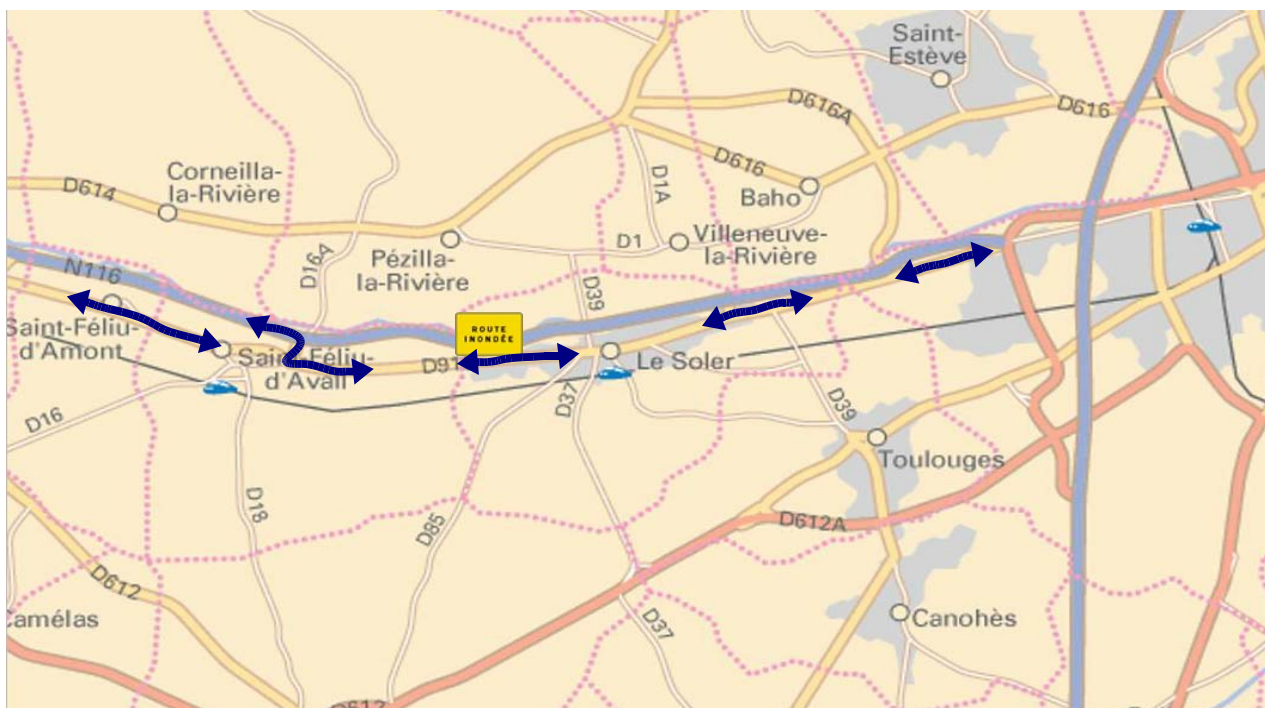 Saint-
Estève
D616A
D616
D616
Corneilla-
la-Rivière
D614
Baho
D1A
D1
Villeneuve-
la-Rivière
Pézilla-
la-Rivière
D16A
N116
D39
ROUTE
INONDÉE
Saint-Féliu-
d'Amont
Saint-Féliu-
d'Avall
D91
Le Soler
D16
D37
D39
Toulouges
D18
D85
D612A
D612
Camélas
D37
Canohès
D612